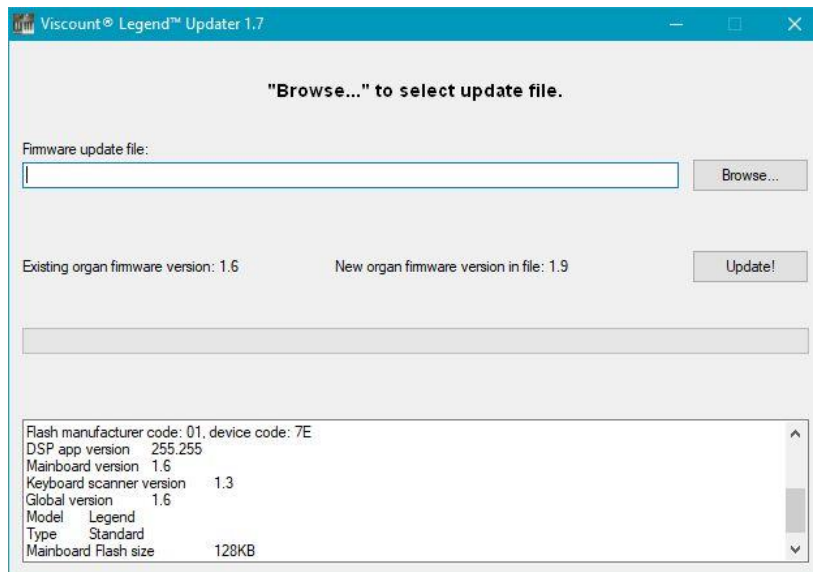 Viscount® Legend™ Updater 1.7
"Browse..." to select update file.
Firmware update file:
Browse...
Existing organ firmware version: 1.6 New organ firmware version in file: 1.9 Update!
Flash manufacturer code: 01, device code: 7E
DSP app version 255.255
Mainboard version 1.6
Keyboard scanner version 1.3
Global version 1.6
Model Legend
Type Standard
Mainboard Flash size 128KB